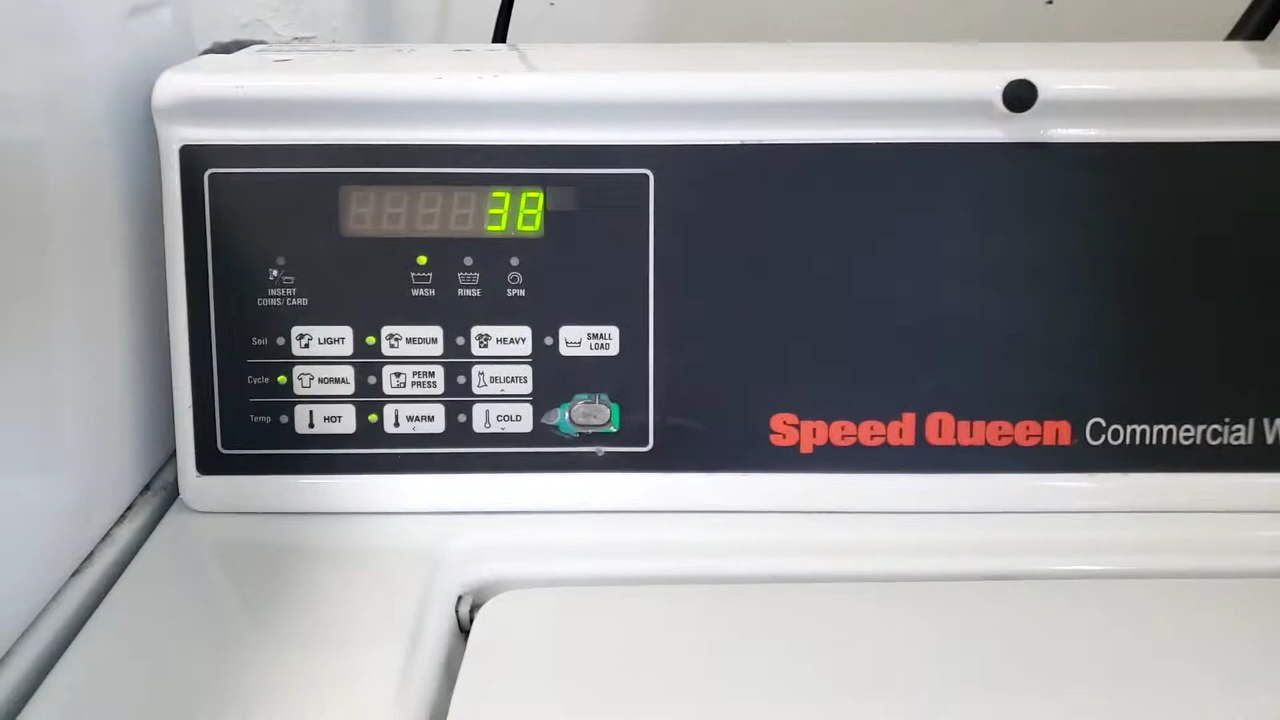 38
INSERT
COINS/CARD
WASH
RINSE
SPIN
Soil
LIGHT
MEDIUM
HEAVY
SMALL
LOAD
Cycle
NORMAL
PERM
PRESS
DELICATES
Temp
HOT
WARM
COLD
Speed Queen Commercial W